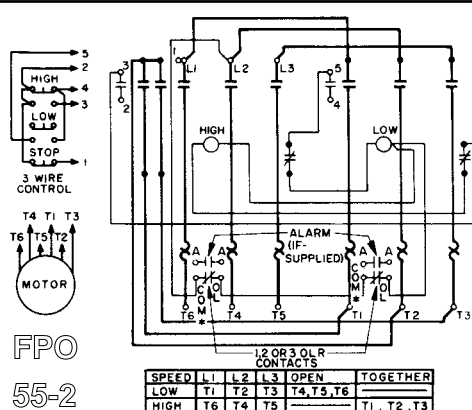 5
2
HIGH
4
3
LOW
STOP
1
3 WIRE
CONTROL
T4 T1 T3
T6 T5 T2
MOTOR
FPO
55-2
3
2
1
L1
L2
L3
5
4
HIGH
LOW
ALARM
(IF-
SUPPLIED)
A A
A A
COM*
OL
COM*
OL
T6
T4
T5
T1
T2
T3
1,2 OR 3 OLR
CONTACTS
SPEED L1 L2 L3 OPEN TOGETHER
LOW T1 T2 T3 T4,T5,T6
HIGH T6 T4 T5 T1,T2,T3